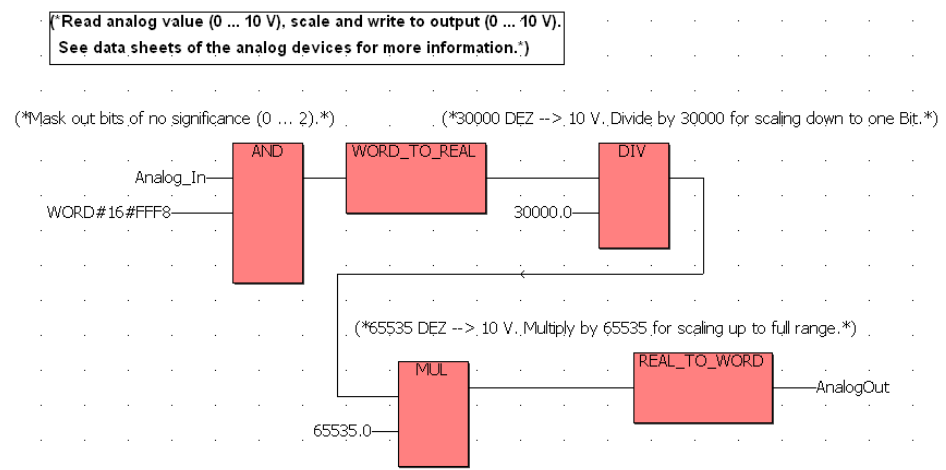 (*Read analog value (0 ... 10 V), scale and write to output (0 ... 10 V).
See data sheets of the analog devices for more information.*)
(*Mask out bits of no significance (0 ... 2).*)
(*30000 DEZ --> 10 V. Divide by 30000 for scaling down to one Bit.*)
AND
WORD_TO_REAL
DIV
Analog_In
WORD#16#FFF8
30000.0
(*65535 DEZ --> 10 V. Multiply by 65535 for scaling up to full range.*)
MUL
REAL_TO_WORD
AnalogOut
65535.0